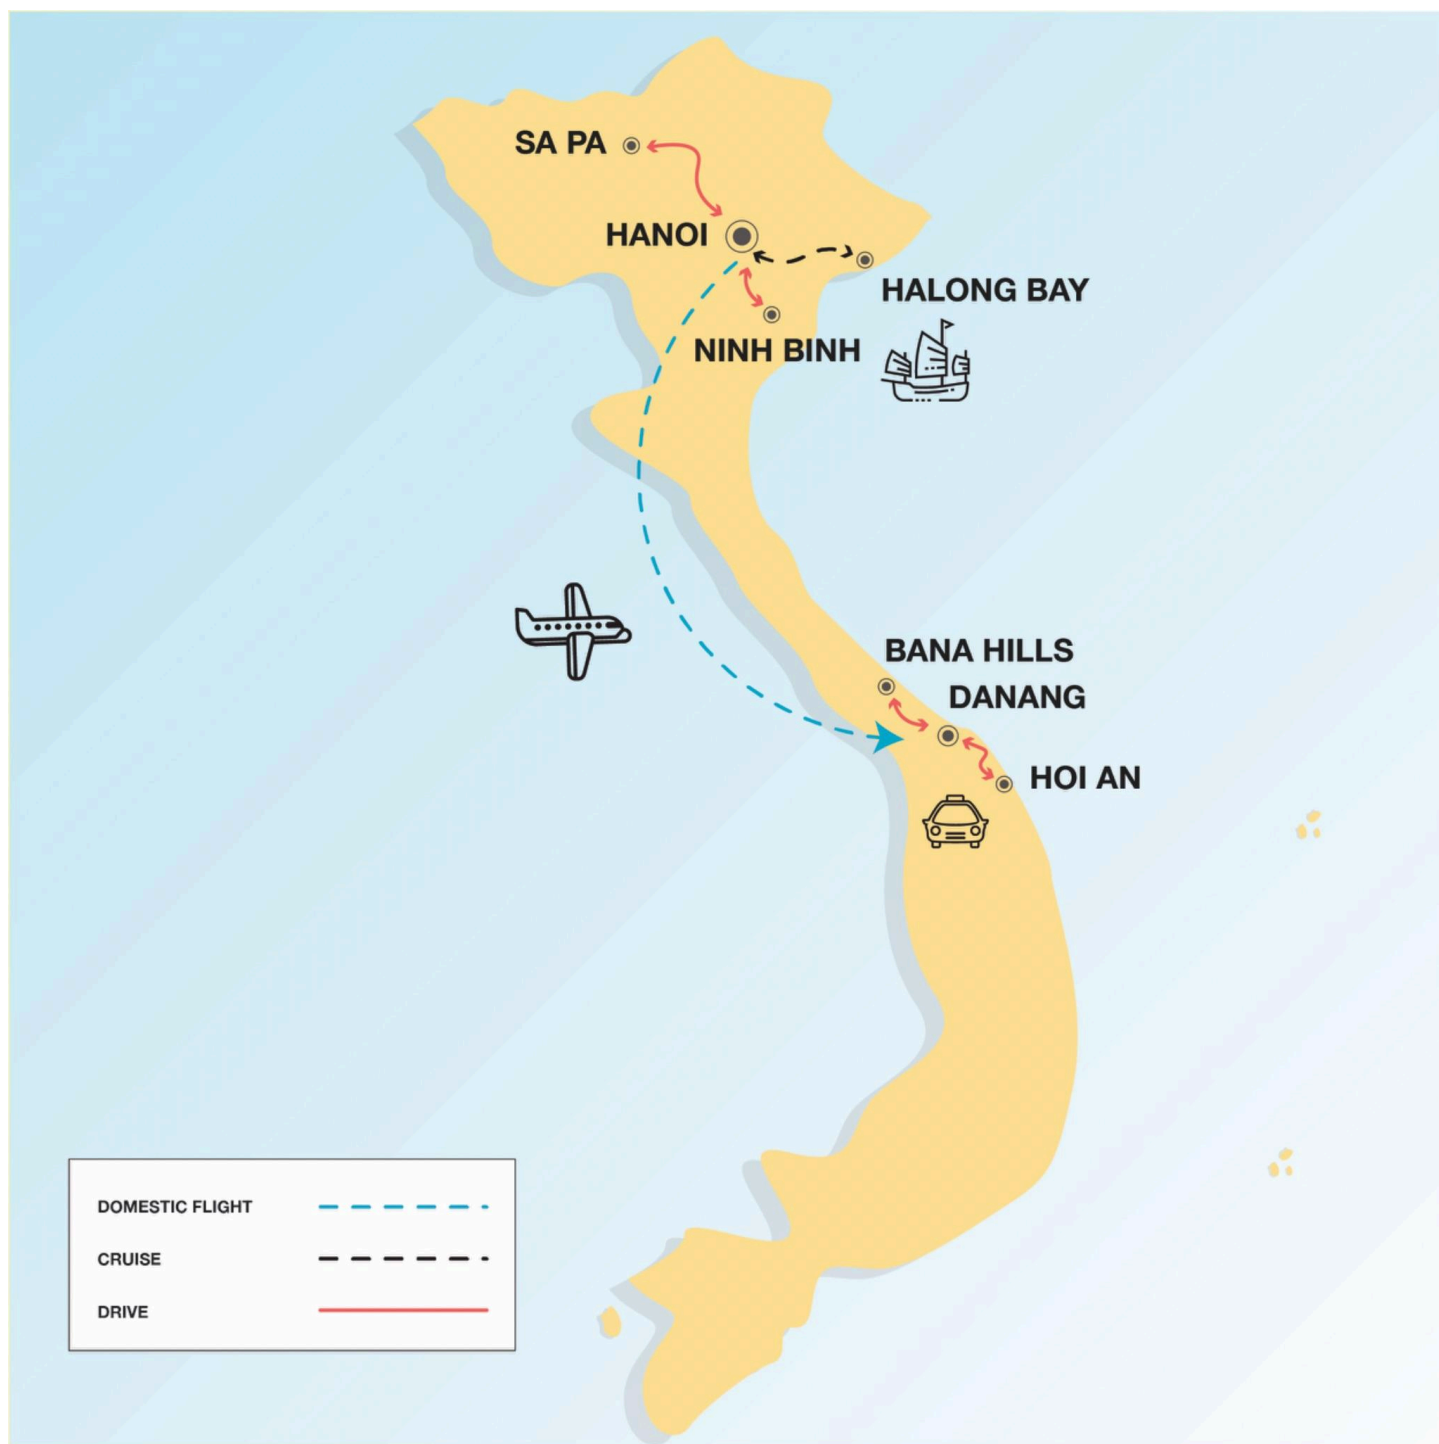 SA PA
HANOI
HALONG BAY
NINH BINH
BANA HILLS
DANANG
HOI AN
DOMESTIC FLIGHT
CRUISE
DRIVE